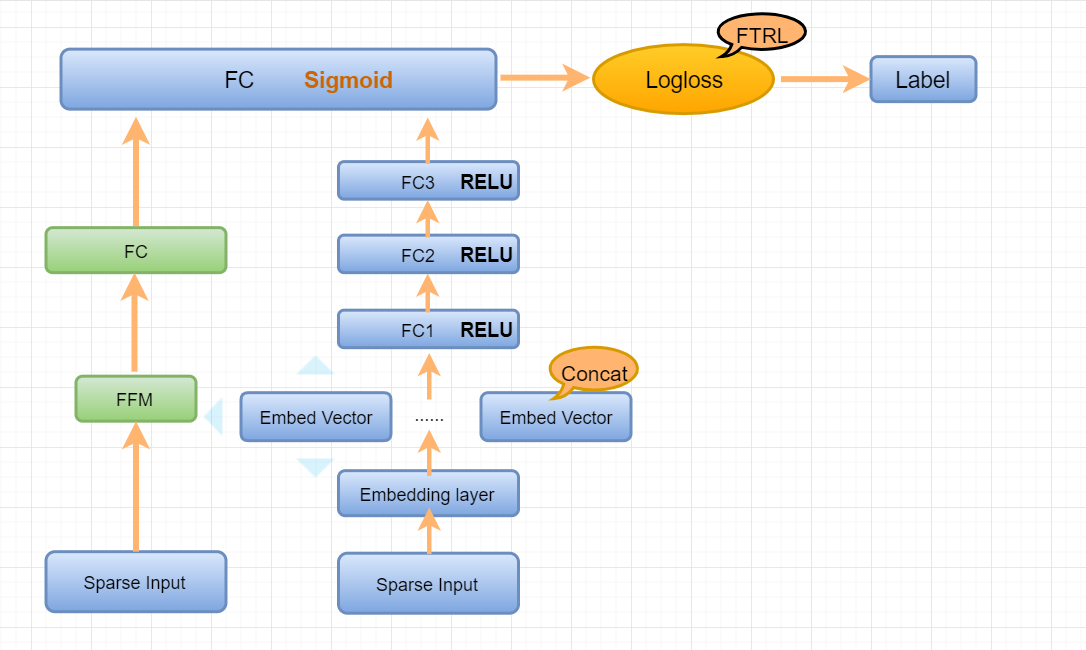 FTRL
FC Sigmoid
Logloss
Label
FC3 RELU
FC
FC2 RELU
FC1 RELU
Concat
FFM
Embed Vector
......
Embed Vector
Embedding layer
Sparse Input
Sparse Input